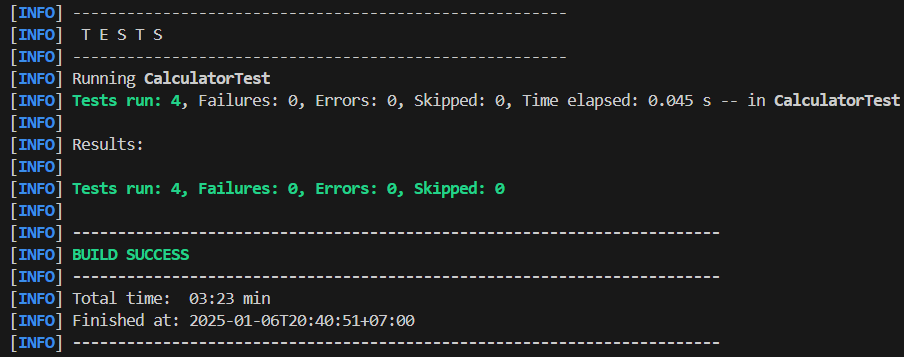 [INFO] -------------------------------------------------------
[INFO]  T E S T S
[INFO] -------------------------------------------------------
[INFO] Running CalculatorTest
[INFO] Tests run: 4, Failures: 0, Errors: 0, Skipped: 0, Time elapsed: 0.045 s -- in CalculatorTest
[INFO]
[INFO] Results:
[INFO]
[INFO] Tests run: 4, Failures: 0, Errors: 0, Skipped: 0
[INFO]
[INFO] ------------------------------------------------------------------------
[INFO] BUILD SUCCESS
[INFO] ------------------------------------------------------------------------
[INFO] Total time:  03:23 min
[INFO] Finished at: 2025-01-06T20:40:51+07:00
[INFO] ------------------------------------------------------------------------